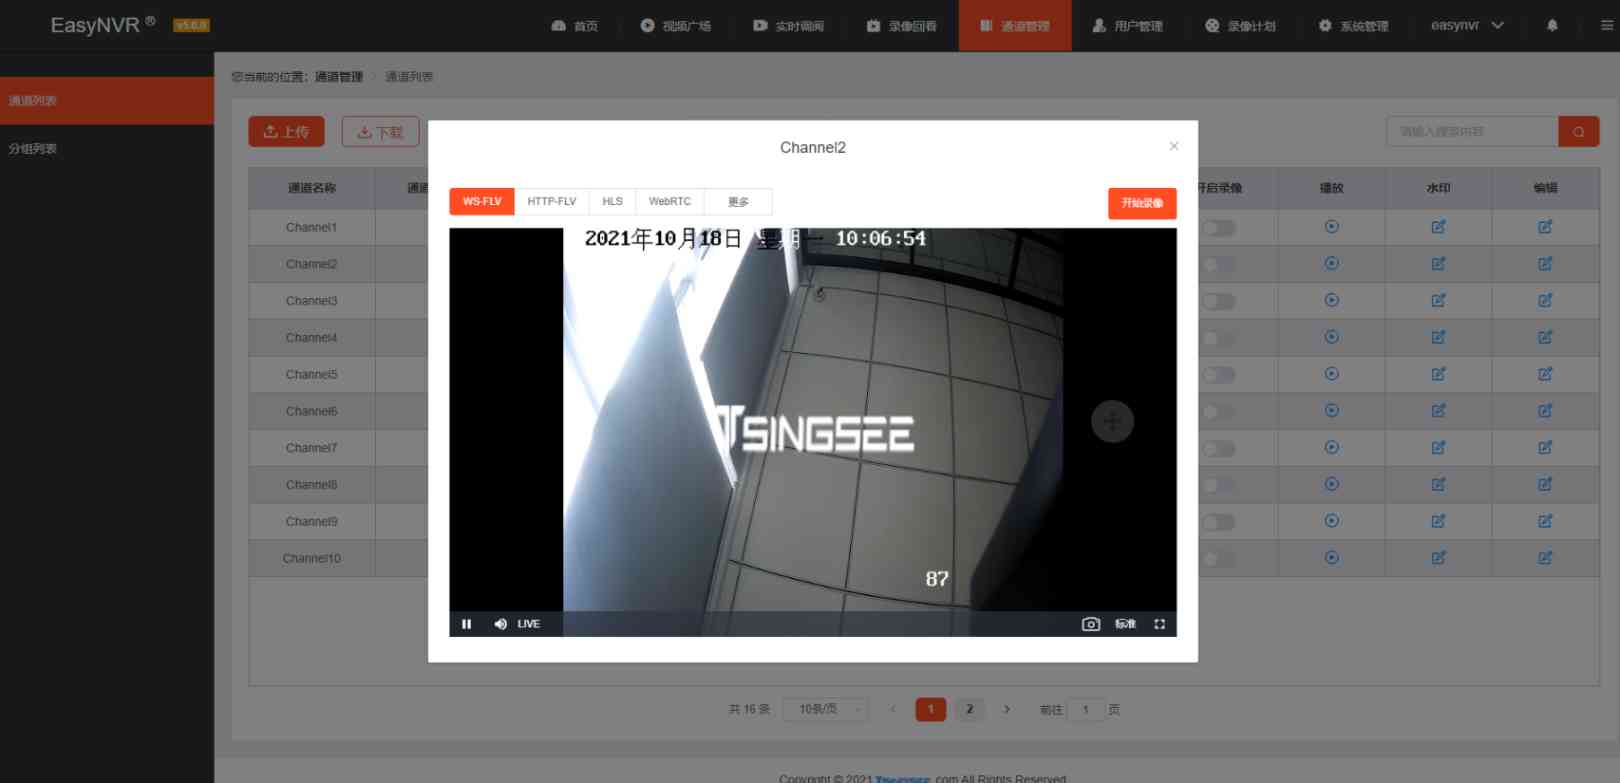 EasyNVR ® v5.0.0 首页 视频广场 实时调阅 录像回看 通道管理 用户管理 录像计划 系统管理 easynvr
您当前的位置: 通道管理 > 通道列表
通道列表
分组列表
上传 下载 请输入搜索内容
Channel2
通道名称 开启录像 播放 水印 编辑
WS-FLV HTTP-FLV HLS WebRTC 更多 开始录像
Channel1
2021年10月18日 星期一 10:06:54
Channel2
Channel3
Channel4
Channel5
Channel6
TSINGSEE
Channel7
Channel8
Channel9
Channel10
87
LIVE 标准
共 16 条 10条/页 1 2 前往 1 页
Copyright © 2021 TSINGSEE .com All Rights Reserved